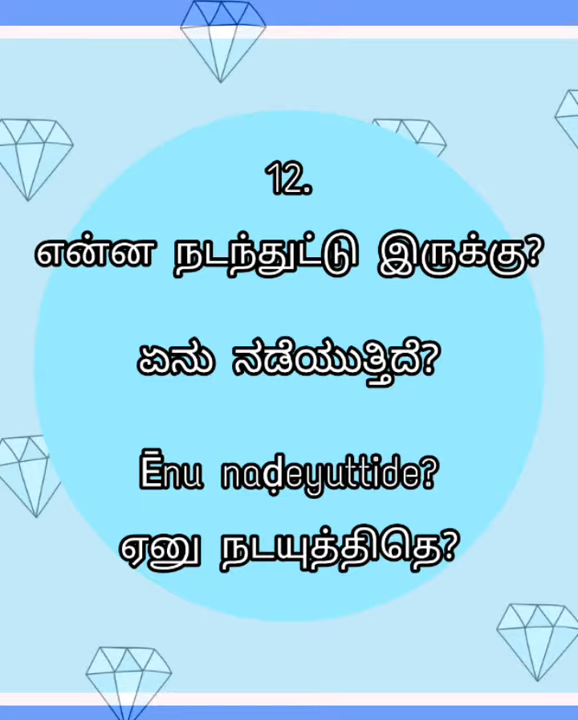 12.
என்ன நடந்துட்டு இருக்கு?
ಏನು ನಡೆಯುತ್ತಿದೆ?
Ēnu naḍeyuttide?
ஏனு நடயுத்திதெ?